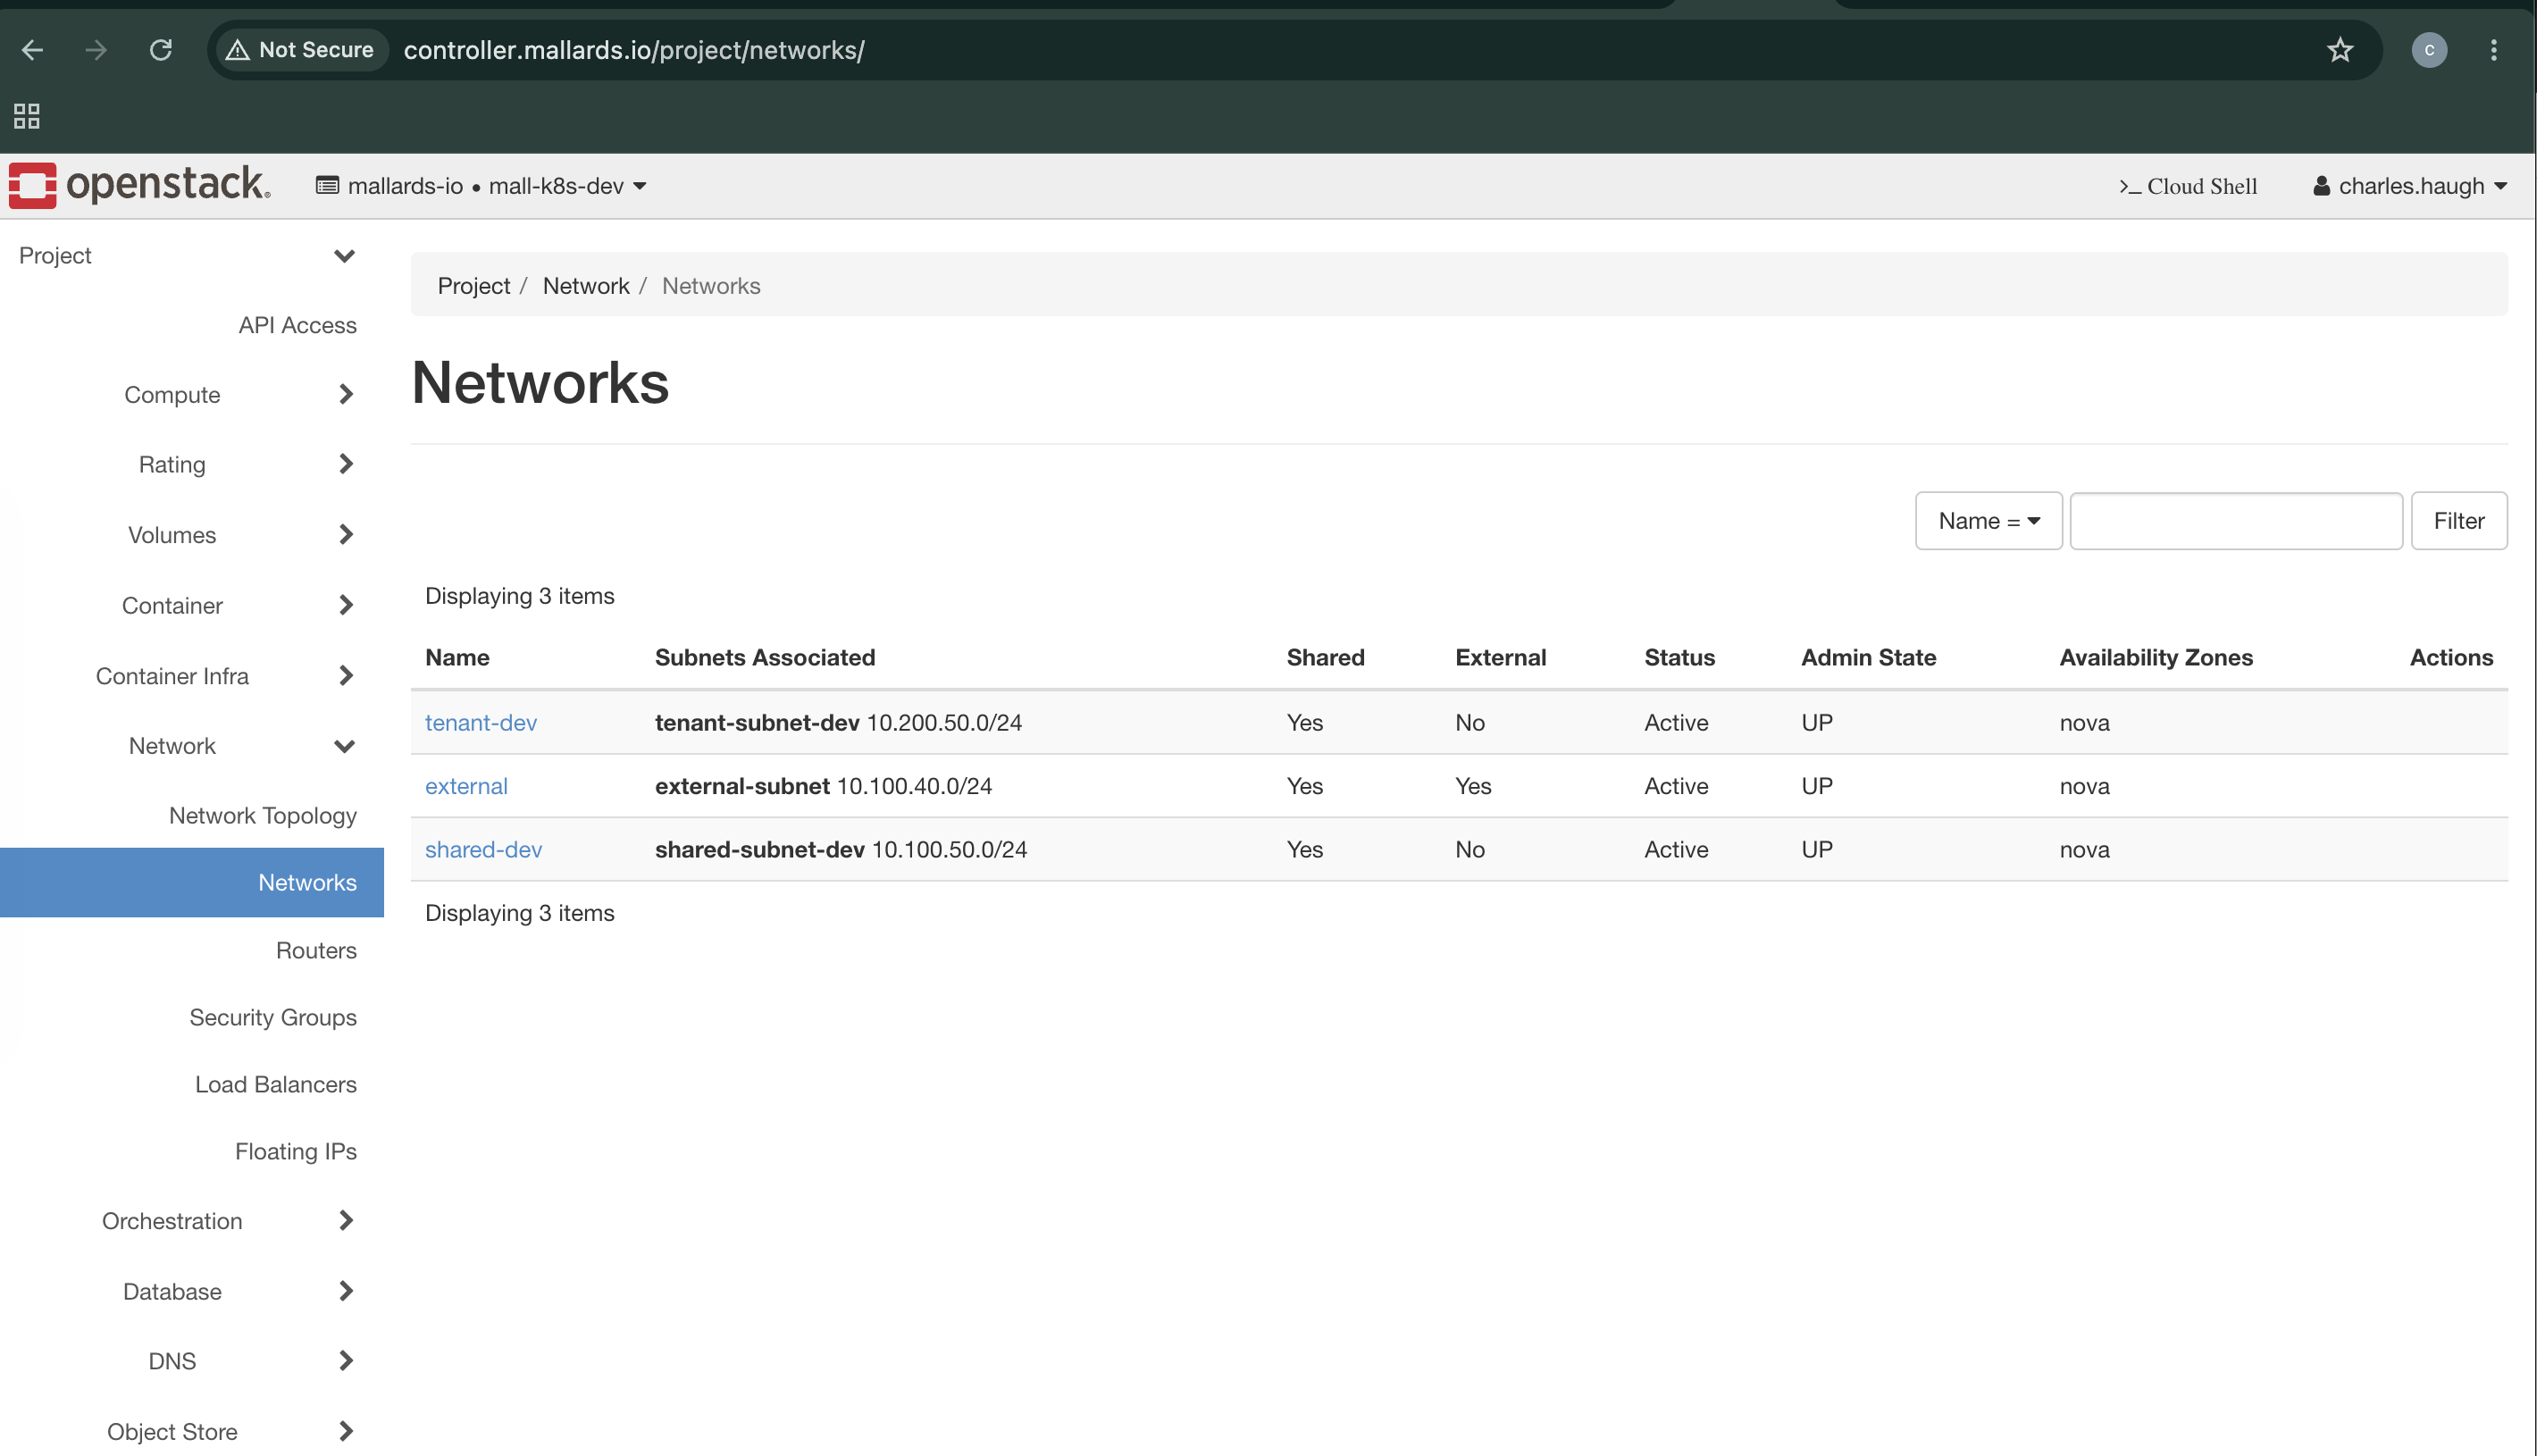 Not Secure controller.mallards.io/project/networks/
C
openstack.
mallards-io • mall-k8s-dev
>_ Cloud Shell
charles.haugh
Project
API Access
Compute
Rating
Volumes
Container
Container Infra
Network
Network Topology
Networks
Routers
Security Groups
Load Balancers
Floating IPs
Orchestration
Database
DNS
Object Store
Project / Network / Networks
Networks
Name = Filter
Displaying 3 items
Name Subnets Associated Shared External Status Admin State Availability Zones Actions
tenant-dev tenant-subnet-dev 10.200.50.0/24 Yes No Active UP nova
external external-subnet 10.100.40.0/24 Yes Yes Active UP nova
shared-dev shared-subnet-dev 10.100.50.0/24 Yes No Active UP nova
Displaying 3 items